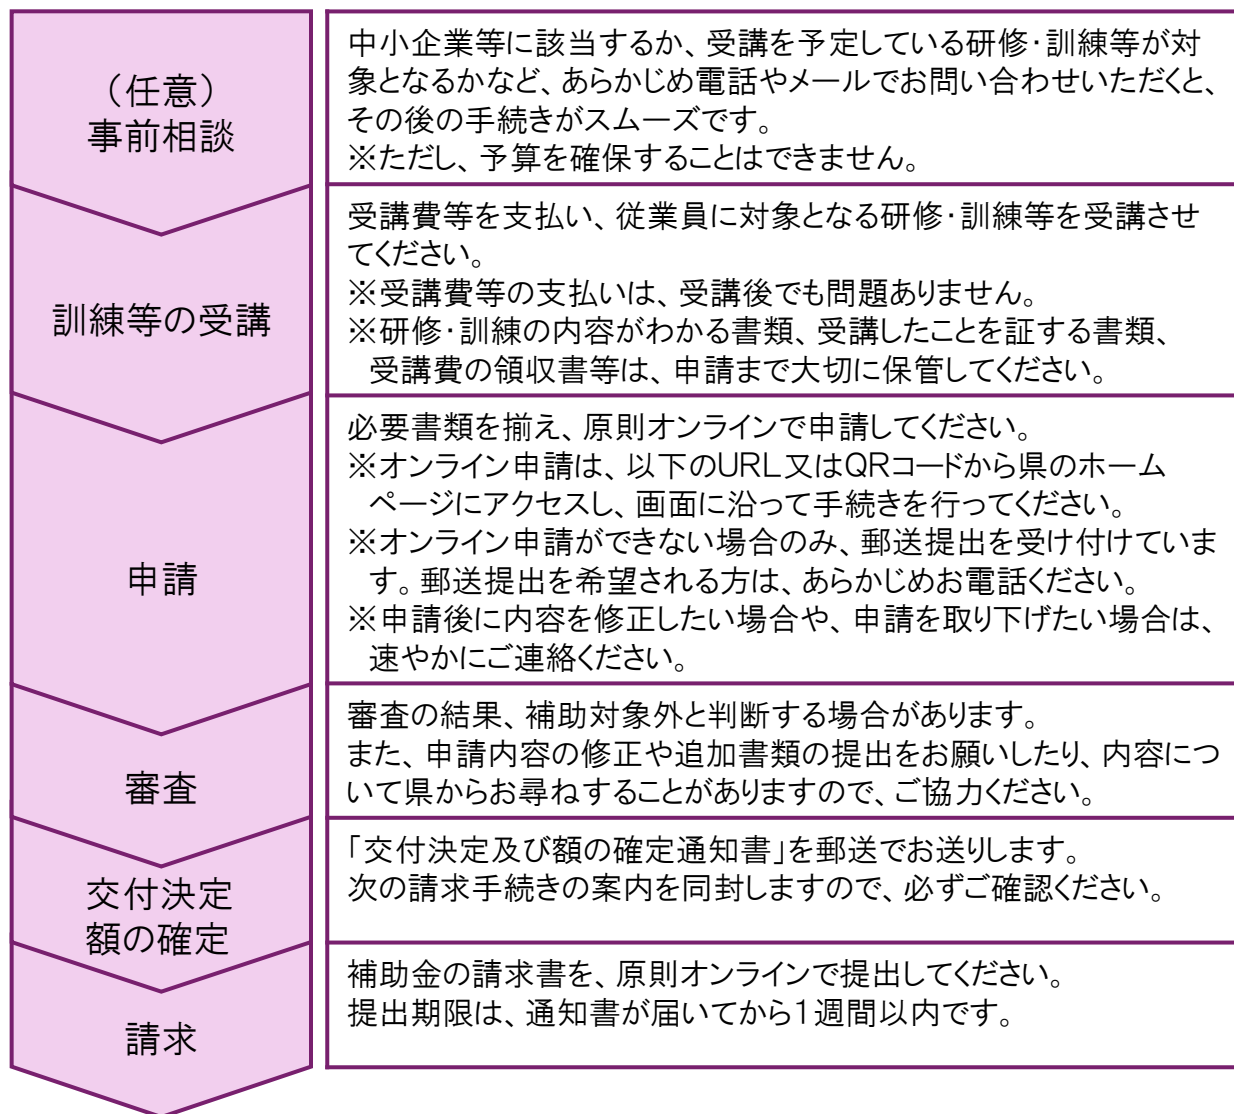 （任意）
事前相談
中小企業等に該当するか、受講を予定している研修・訓練等が対
象となるかなど、あらかじめ電話やメールでお問い合わせいただくと、
その後の手続きがスムーズです。
※ただし、予算を確保することはできません。
訓練等の受講
受講費等を支払い、従業員に対象となる研修・訓練等を受講させ
てください。
※受講費等の支払いは、受講後でも問題ありません。
※研修・訓練の内容がわかる書類、受講したことを証する書類、
受講費の領収書等は、申請まで大切に保管してください。
申請
必要書類を揃え、原則オンラインで申請してください。
※オンライン申請は、以下のURL又はQRコードから県のホーム
ページにアクセスし、画面に沿って手続きを行ってください。
※オンライン申請ができない場合のみ、郵送提出を受け付けていま
す。郵送提出を希望される方は、あらかじめお電話ください。
※申請後に内容を修正したい場合や、申請を取り下げたい場合は、
速やかにご連絡ください。
審査
審査の結果、補助対象外と判断する場合があります。
また、申請内容の修正や追加書類の提出をお願いしたり、内容につ
いて県からお尋ねすることがありますので、ご協力ください。
交付決定
額の確定
「交付決定及び額の確定通知書」を郵送でお送りします。
次の請求手続きの案内を同封しますので、必ずご確認ください。
請求
補助金の請求書を、原則オンラインで提出してください。
提出期限は、通知書が届いてから1週間以内です。